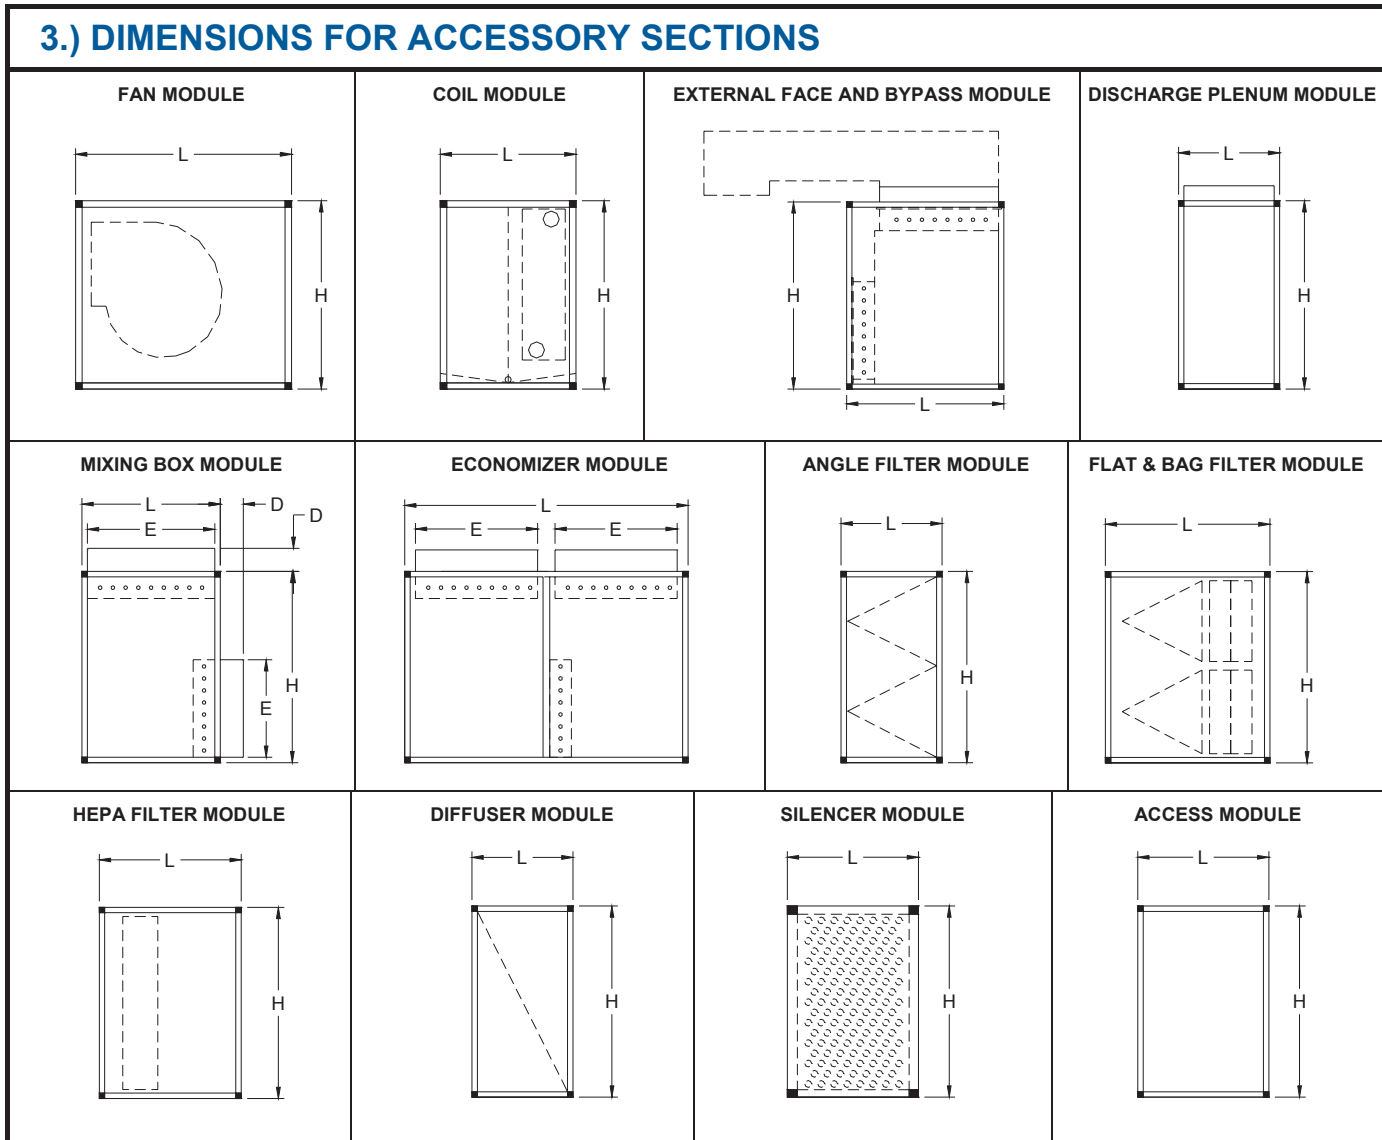 3.) DIMENSIONS FOR ACCESSORY SECTIONS
FAN MODULE
L
H
COIL MODULE
L
H
EXTERNAL FACE AND BYPASS MODULE
H
L
DISCHARGE PLENUM MODULE
L
H
MIXING BOX MODULE
L
D
D
E
H
E
ECONOMIZER MODULE
L
E
E
ANGLE FILTER MODULE
L
H
FLAT & BAG FILTER MODULE
L
H
HEPA FILTER MODULE
L
H
DIFFUSER MODULE
L
H
SILENCER MODULE
L
H
ACCESS MODULE
L
H